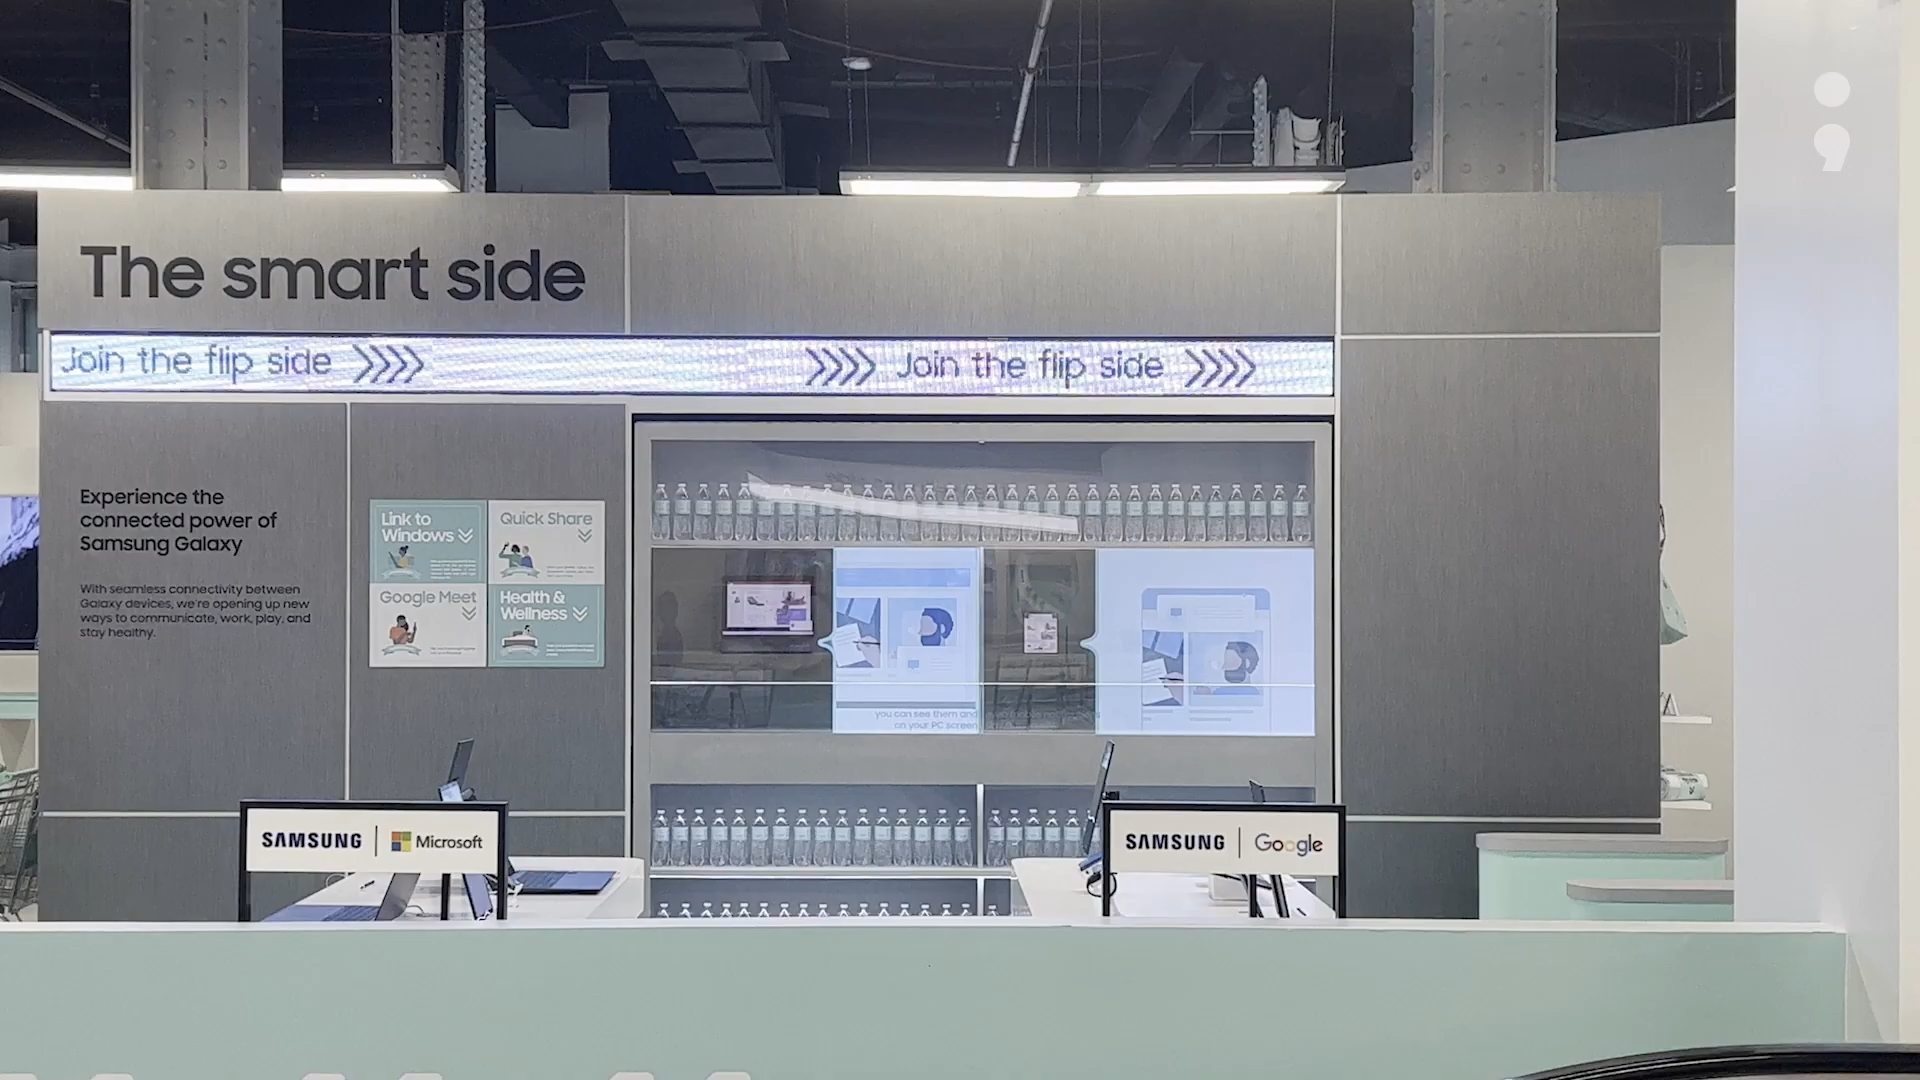 The smart side
Join the flip side
Join the flip side
Experience the
connected power of
Samsung Galaxy
With seamless connectivity between
Galaxy devices, we're opening up new
ways to communicate, work, play, and
stay healthy.
Link to
Windows
Quick Share
Google Meet
Health &
Wellness
you can see them and
on your PC screen
SAMSUNG | Microsoft
SAMSUNG | Google